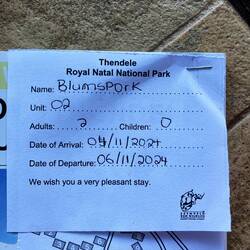 Thendele
Royal Natal National Park
Name: Blumspork
Unit: 02
Adults: 2 Children: 0
Date of Arrival: 04/11/2024
Date of Departure: 06/11/2024
We wish you a very pleasant stay.